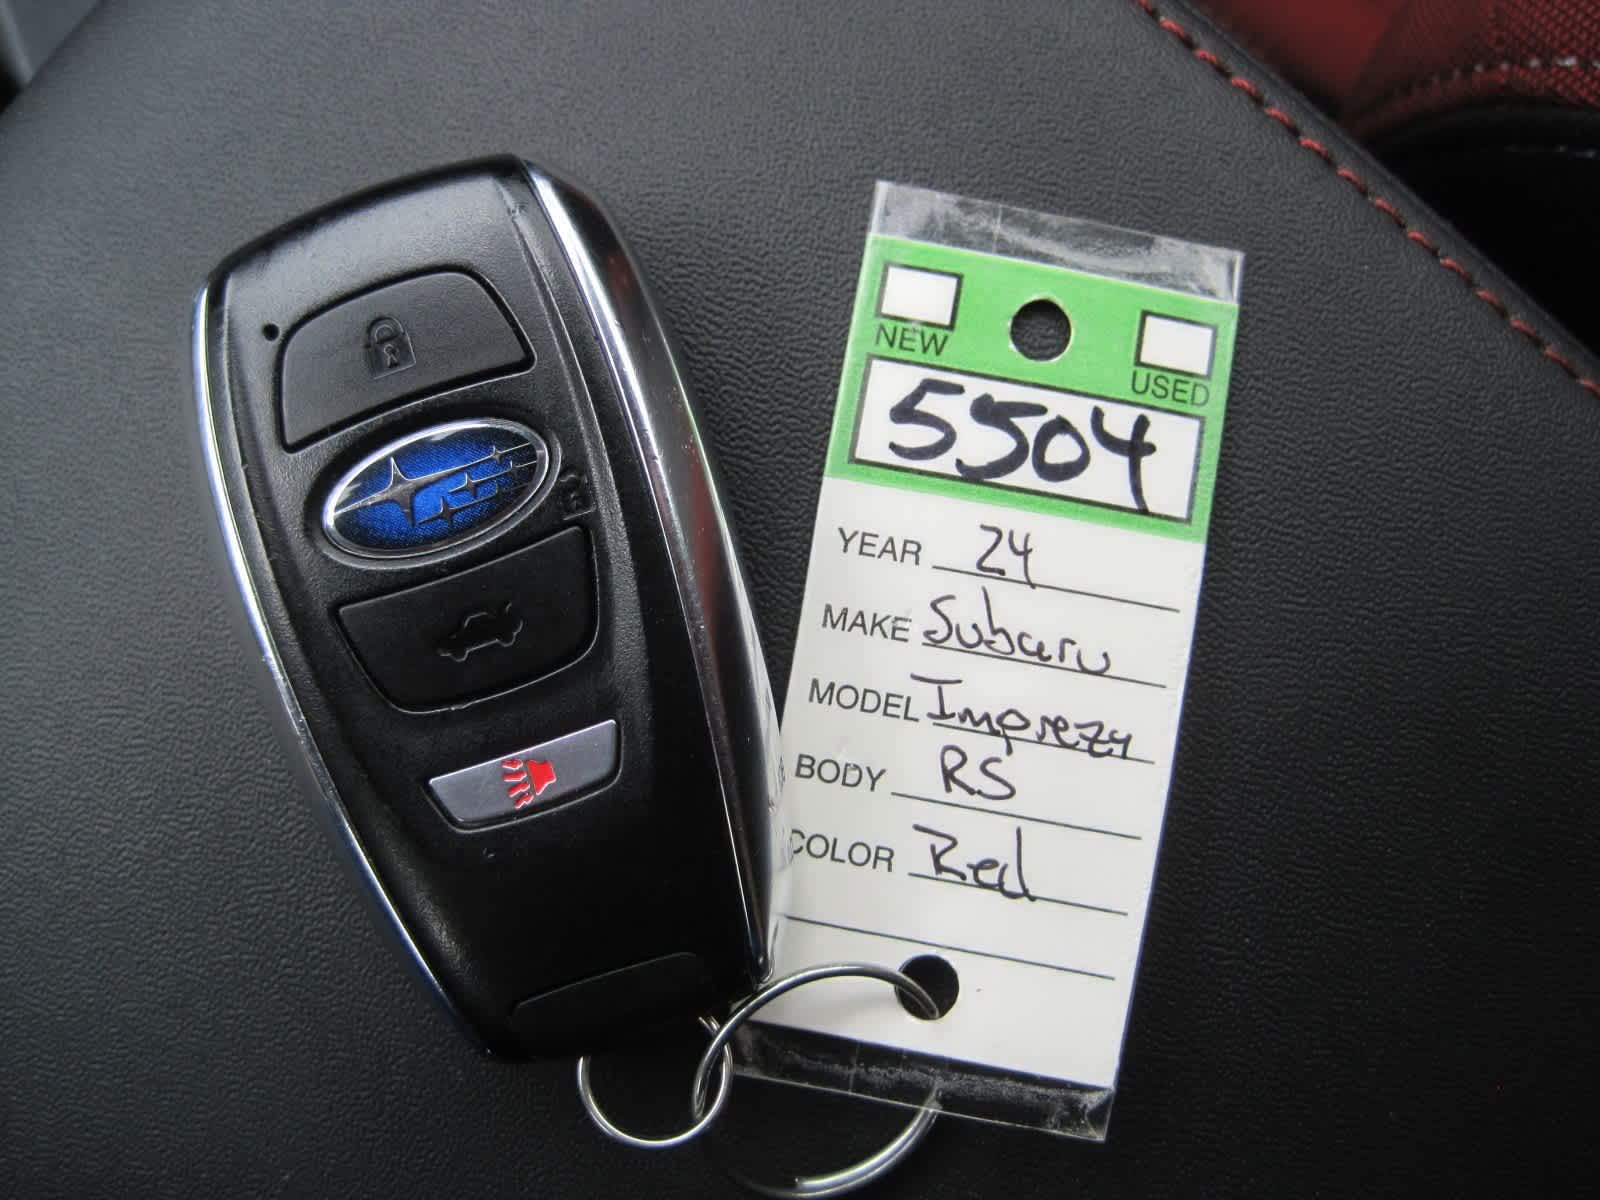 NEW USED
5504
YEAR 24
MAKE Subaru
MODEL Impreza
BODY RS
COLOR Red